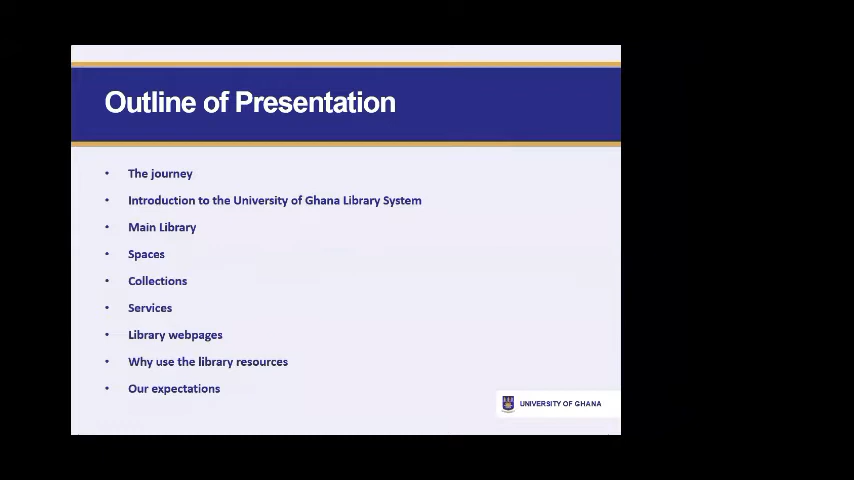 Outline of Presentation
• The journey
• Introduction to the University of Ghana Library System
• Main Library
• Spaces
• Collections
• Services
• Library webpages
• Why use the library resources
• Our expectations
UNIVERSITY OF GHANA